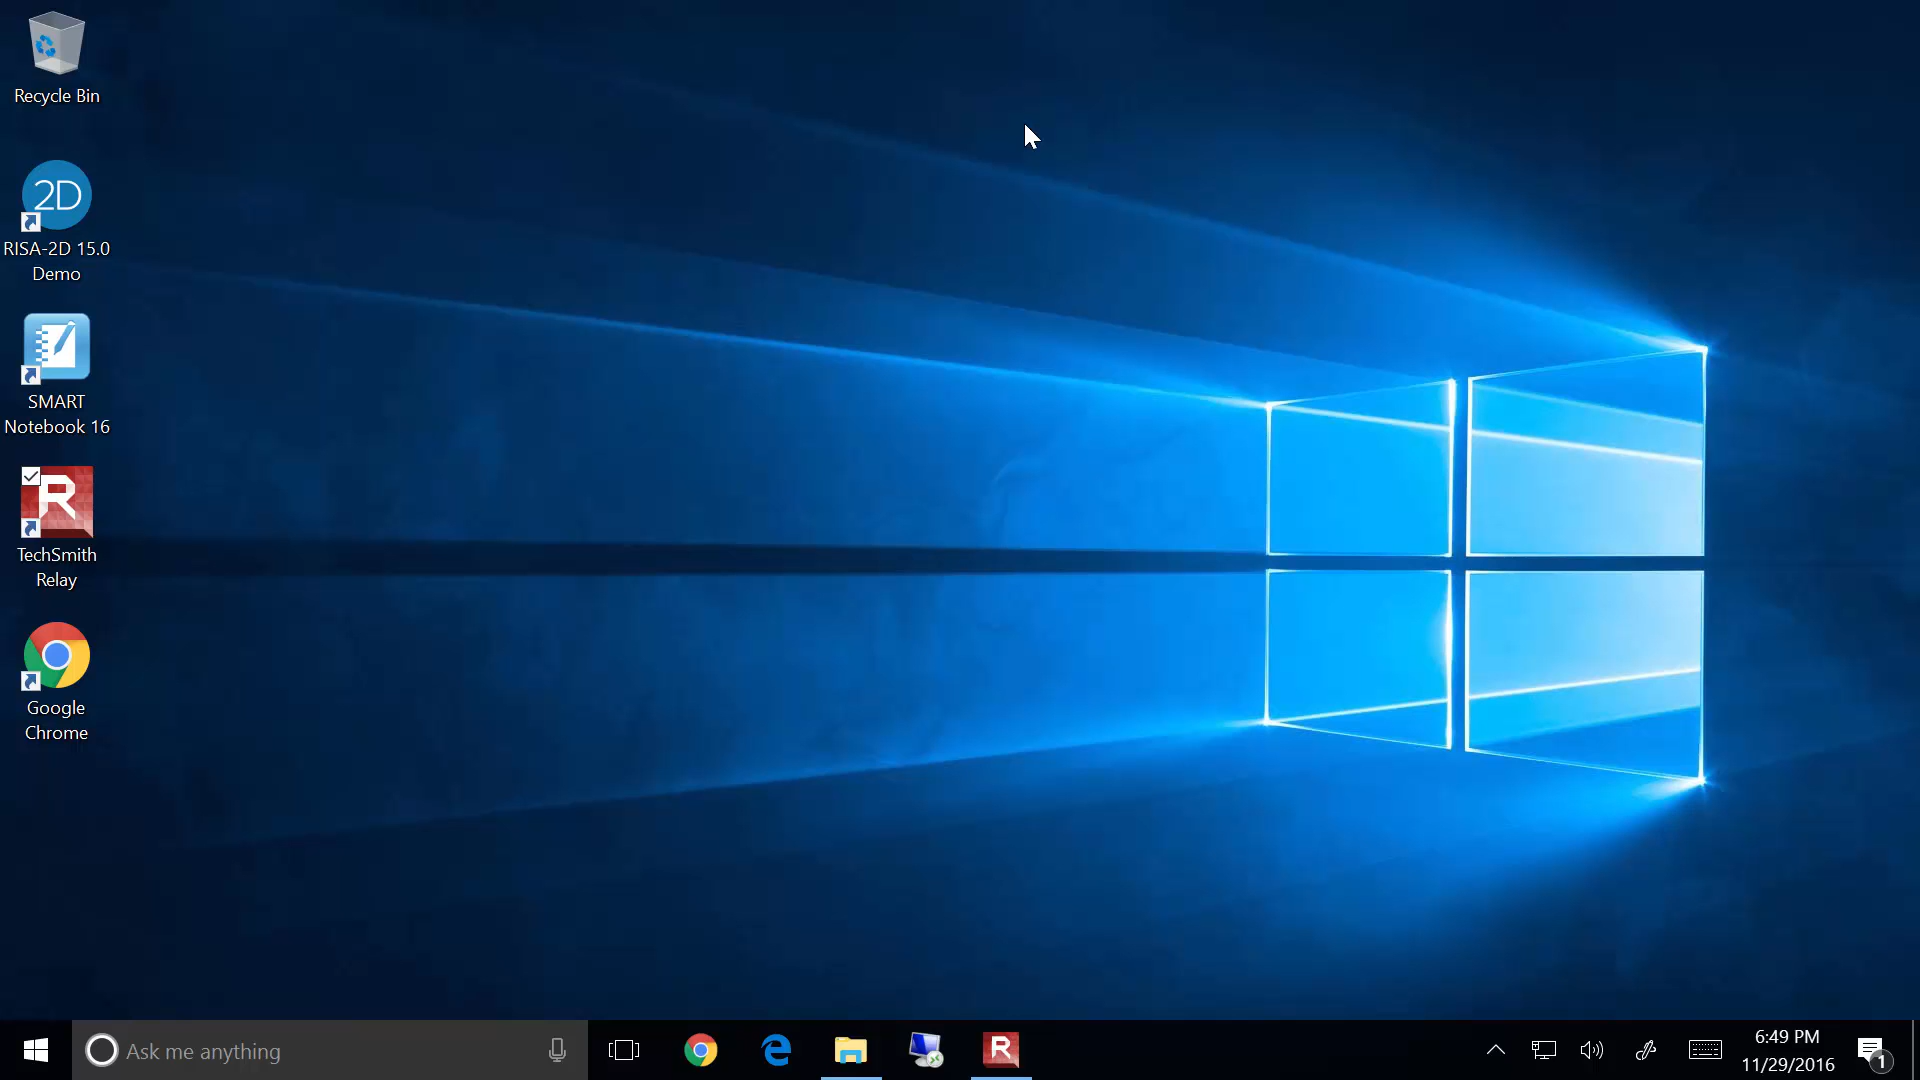 Recycle Bin
2D
RISA-2D 15.0
Demo
SMART
Notebook 16
R
TechSmith
Relay
Google
Chrome
Ask me anything
R
6:49 PM
11/29/2016
1